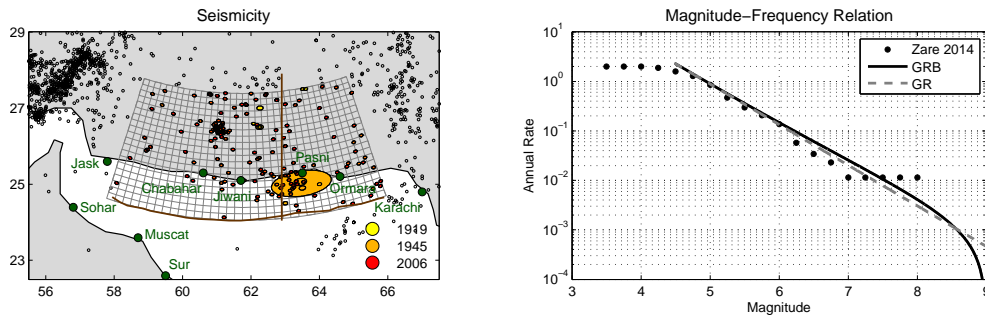 Seismicity
29
27
25
23
56
58
60
62
64
66
Jask
Chabahar
Jiwani
Pasni
Ormara
Karachi
Sohar
Muscat
Sur
1919
1945
2006
Magnitude−Frequency Relation
Annual Rate
10^1
10^0
10^−1
10^−2
10^−3
10^−4
3
4
5
6
7
8
9
Magnitude
Zare 2014
GRB
GR